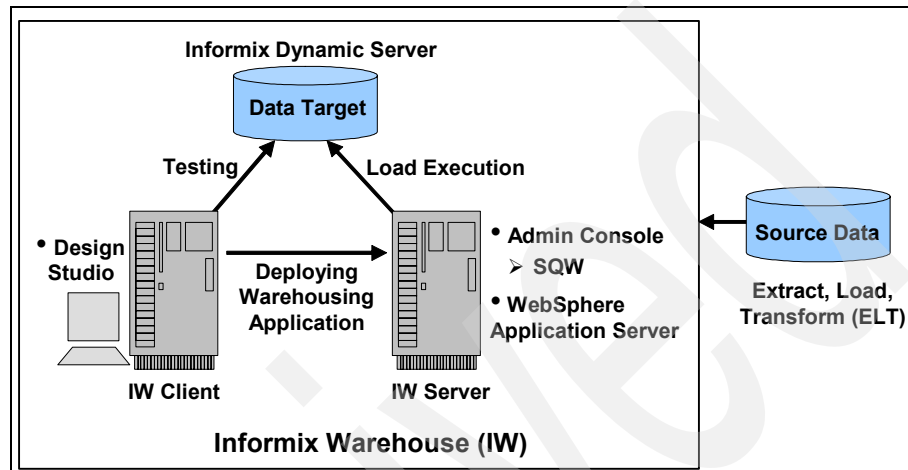 Informix Dynamic Server
Data Target
Testing
Load Execution
• Design
Studio
Deploying
Warehousing
Application
• Admin Console
➢ SQW
• WebSphere
Application Server
IW Client
IW Server
Informix Warehouse (IW)
Source Data
Extract, Load,
Transform (ELT)